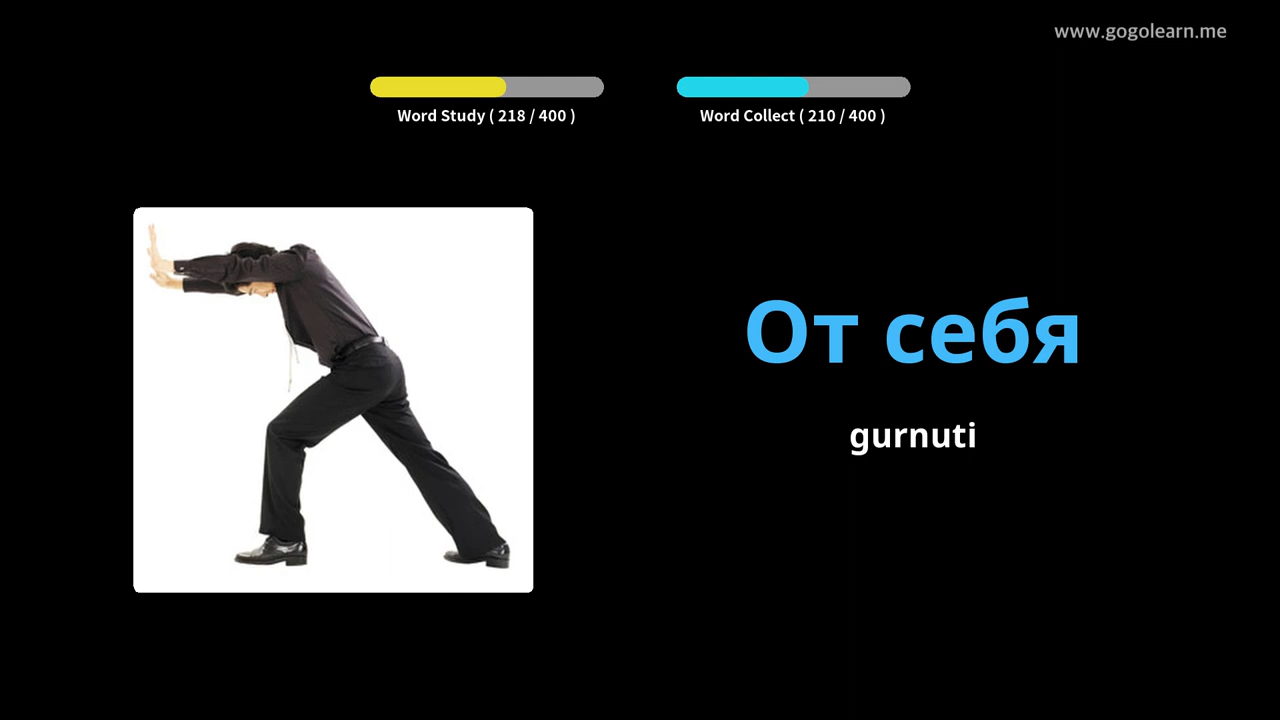 www.gogolearn.me
Word Study ( 218 / 400 )
Word Collect ( 210 / 400 )
От себя
gurnuti